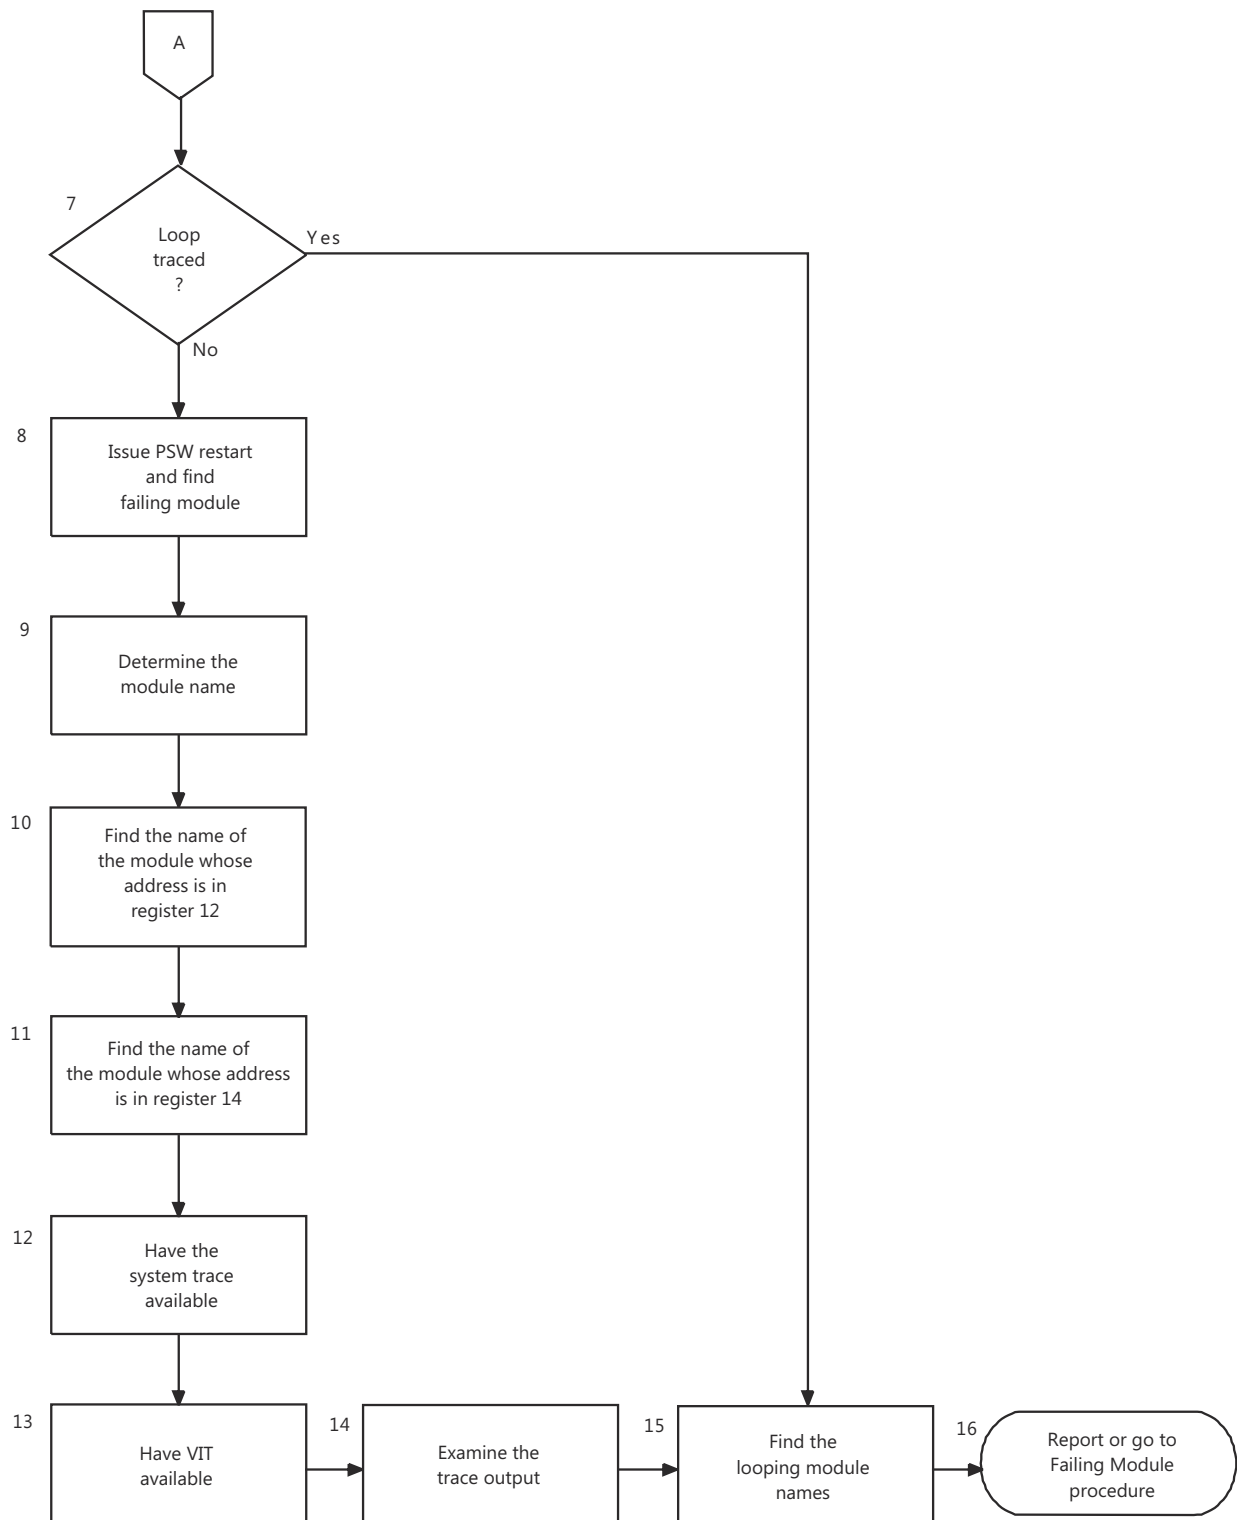 A
7
Loop
traced
?
Yes
No
8
Issue PSW restart
and find
failing module
9
Determine the
module name
10
Find the name of
the module whose
address is in
register 12
11
Find the name of
the module whose address
is in register 14
12
Have the
system trace
available
13
Have VIT
available
14
Examine the
trace output
15
Find the
looping module
names
16
Report or go to
Failing Module
procedure